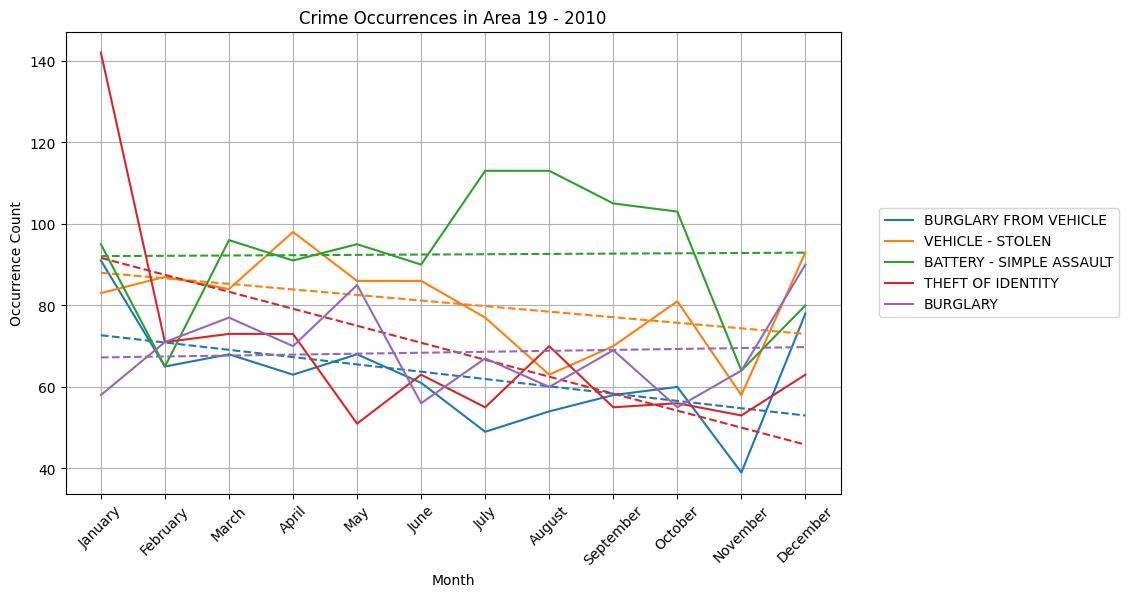 Crime Occurrences in Area 19 - 2010
Occurrence Count
140
120
100
80
60
40
January
February
March
April
May
June
July
August
September
October
November
December
Month
BURGLARY FROM VEHICLE
VEHICLE - STOLEN
BATTERY - SIMPLE ASSAULT
THEFT OF IDENTITY
BURGLARY